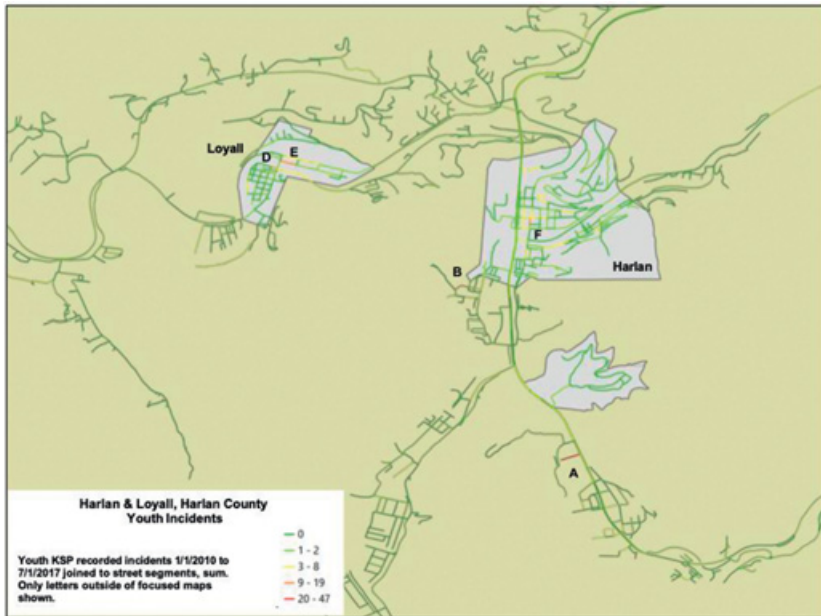 Loyall
D
E
F
B
Harlan
A
Harlan & Loyall, Harlan County
Youth Incidents
Youth KSP recorded incidents 1/1/2010 to
7/1/2017 joined to street segments, sum.
Only letters outside of focused maps
shown.
0
1 - 2
3 - 8
9 - 19
20 - 47